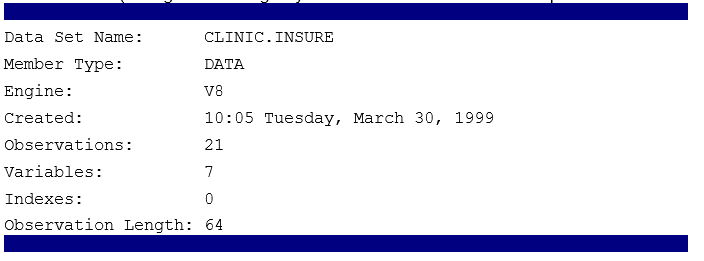 Data Set Name: CLINIC.INSURE
Member Type: DATA
Engine: V8
Created: 10:05 Tuesday, March 30, 1999
Observations: 21
Variables: 7
Indexes: 0
Observation Length: 64